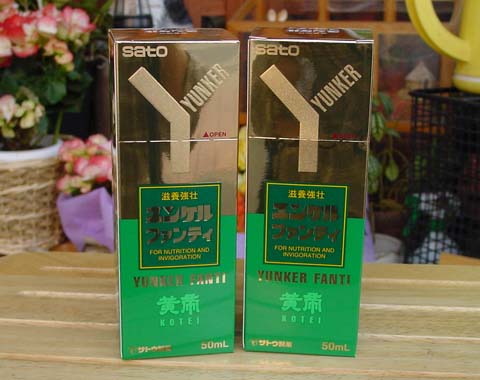 sato
YUNKER
▲OPEN
滋養強壮
ユンケル
ファンティ
FOR NUTRITION AND
INVIGORATION
YUNKER FANTI
黄帝
KOTEI
サトウ製薬
50mL
sato
YUNKER
▲OPEN
滋養強壮
ユンケル
ファンティ
FOR NUTRITION AND
INVIGORATION
YUNKER FANTI
黄帝
KOTEI
サトウ製薬
50mL